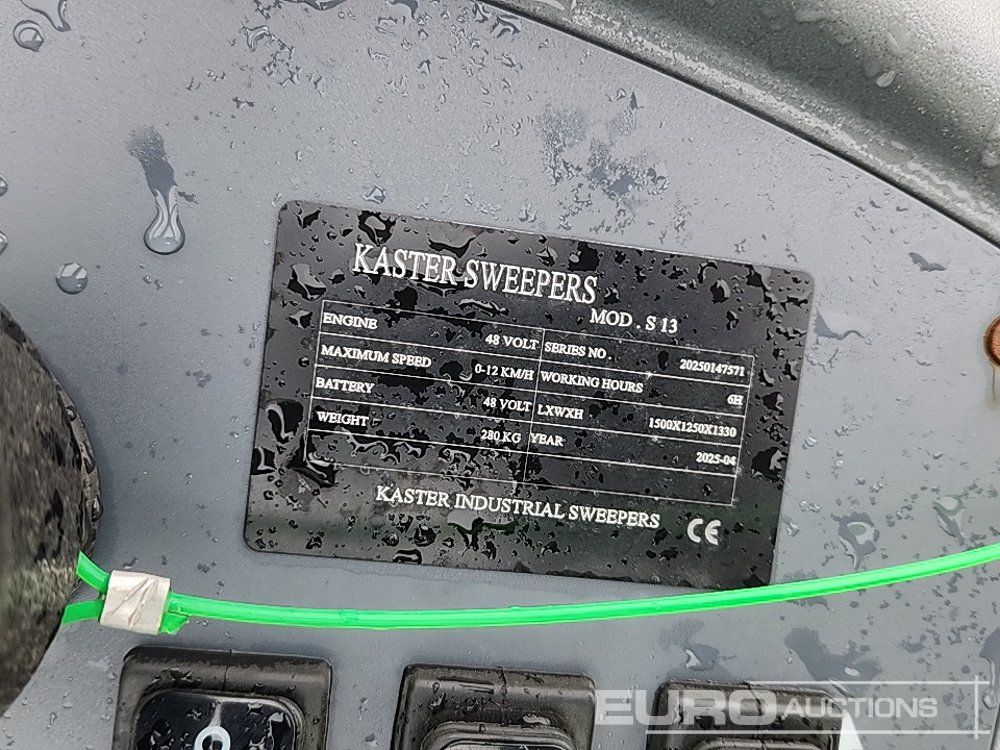 KASTER SWEEPERS
MOD . S 13
ENGINE 48 VOLT SERIES NO . 20250147571
MAXIMUM SPEED 0-12 KM/H WORKING HOURS 6H
BATTERY 48 VOLT LXWXH 1500X1250X1330
WEIGHT 280 KG YEAR 2025-04
KASTER INDUSTRIAL SWEEPERS CE
EURO AUCTIONS